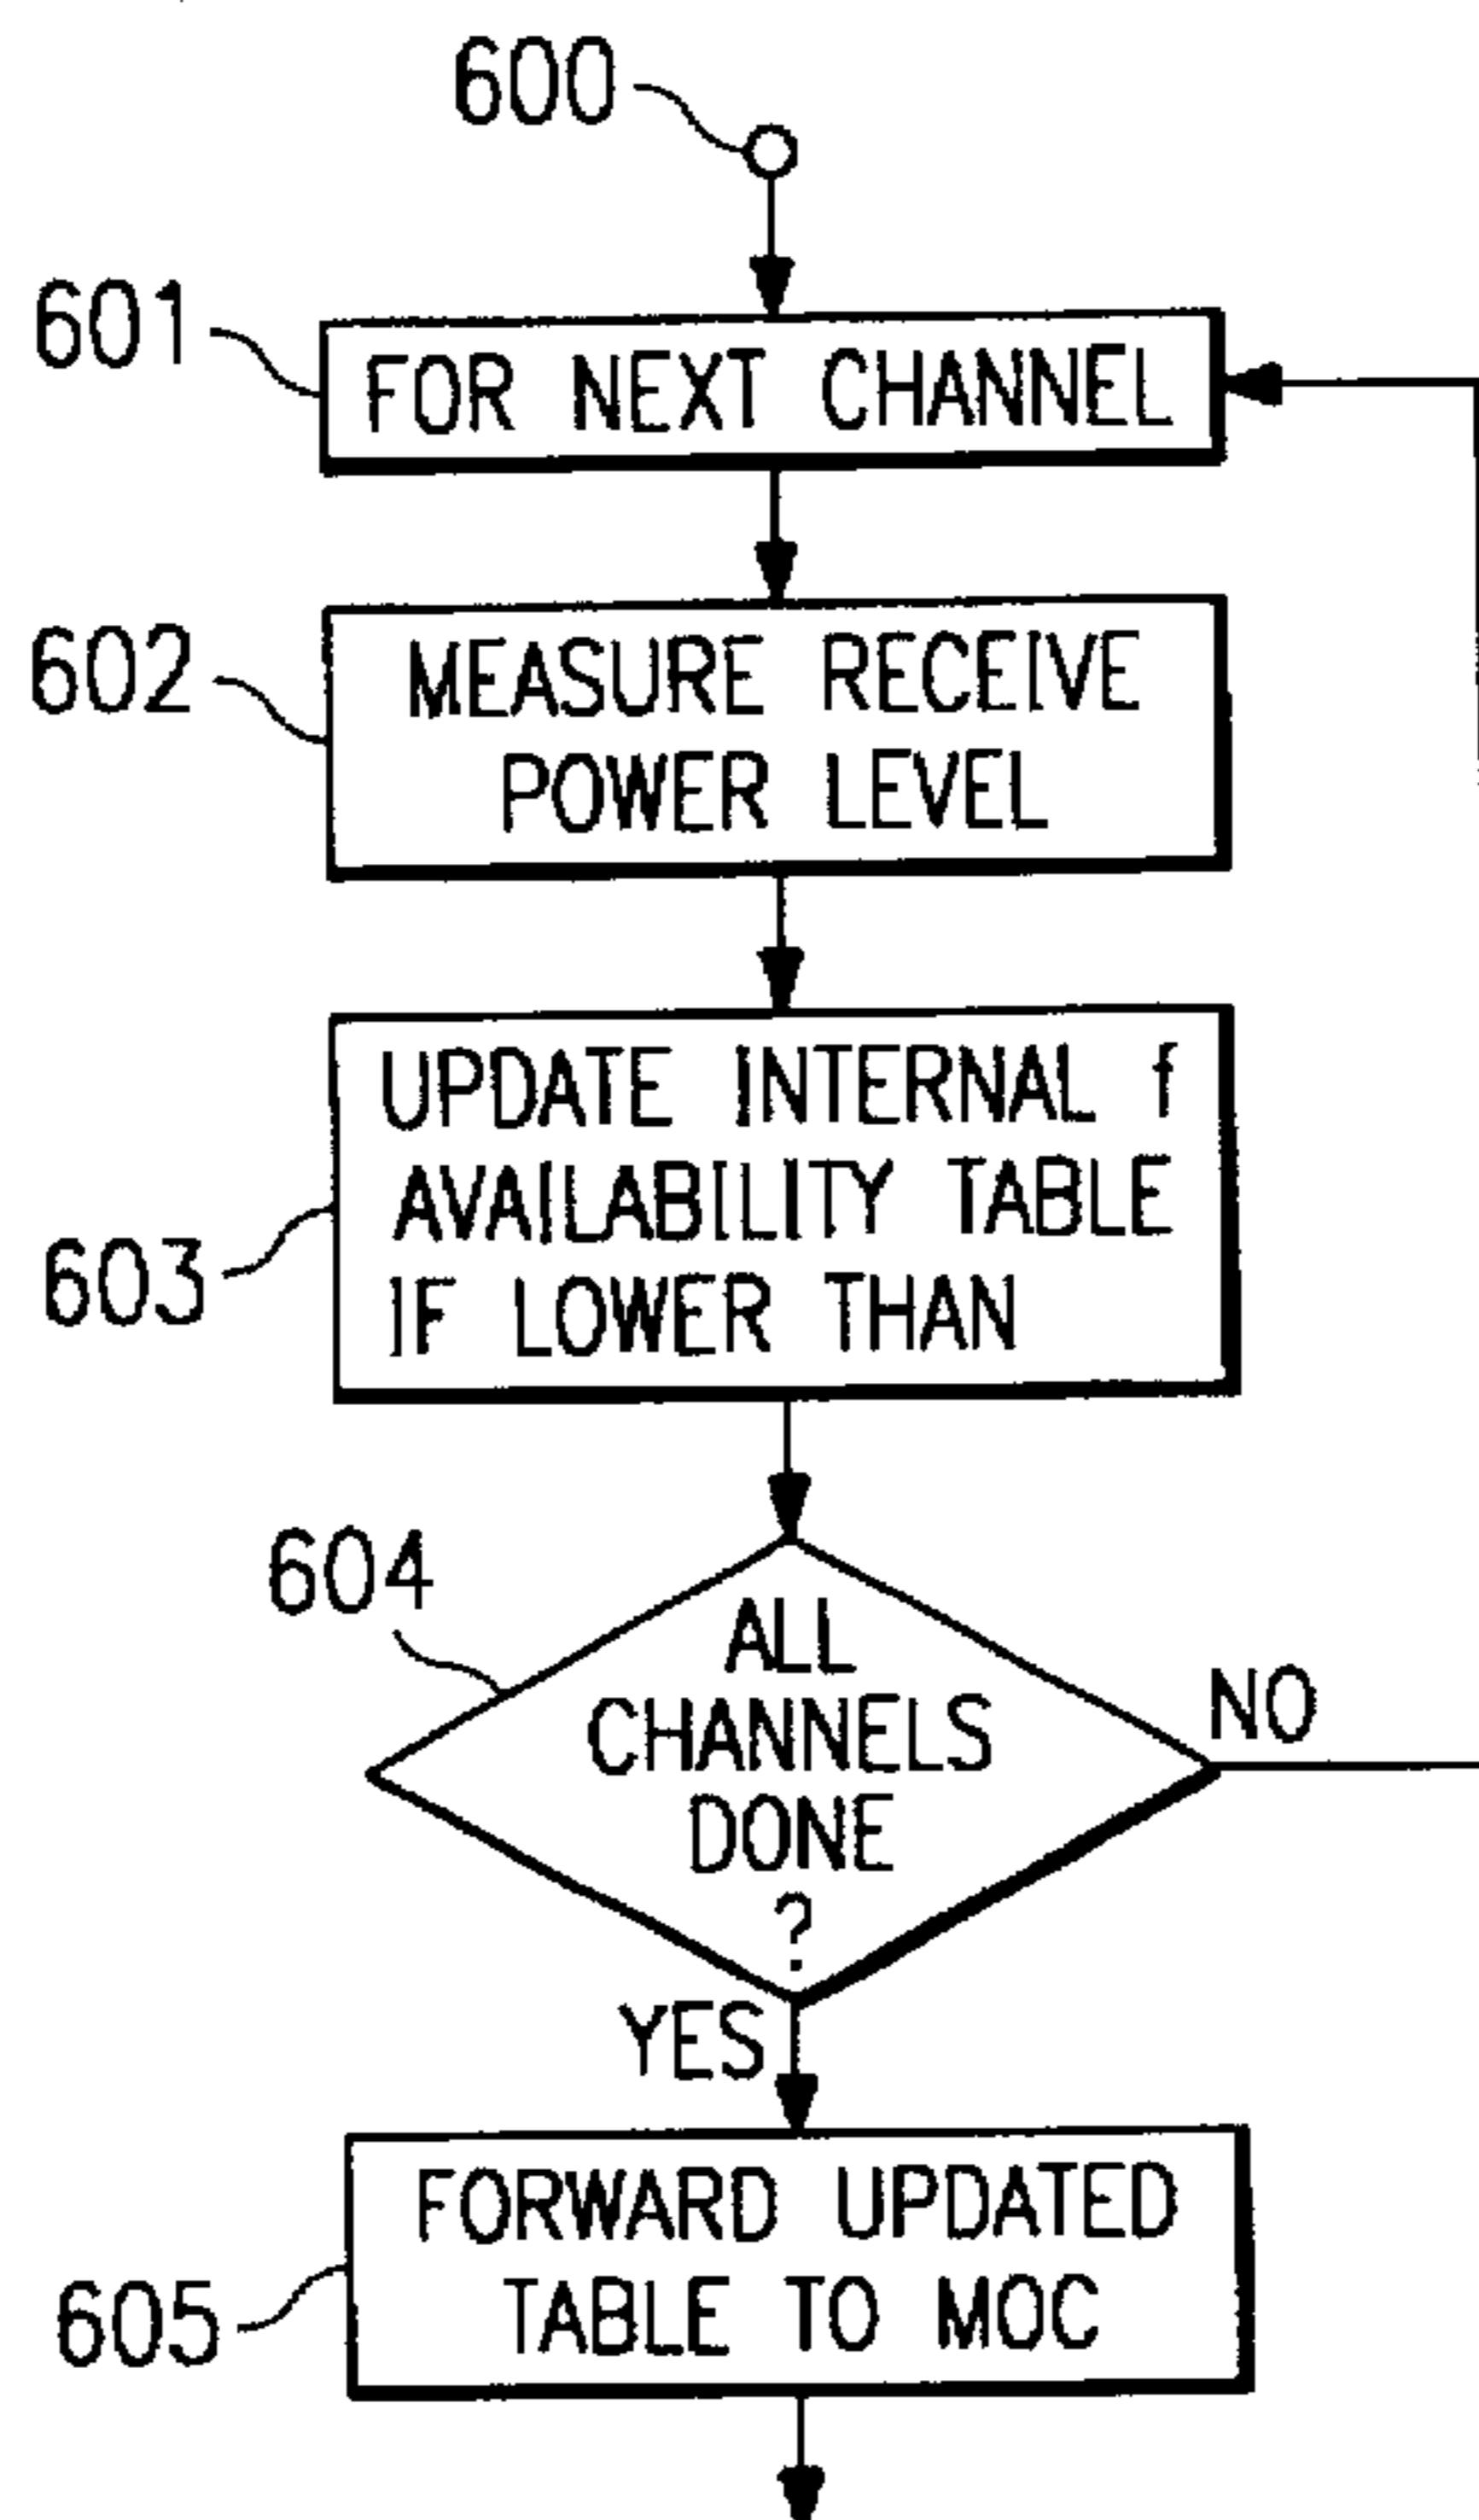 600
601
FOR NEXT CHANNEL
602
MEASURE RECEIVE
POWER LEVEL
UPDATE INTERNAL f
AVAILABILITY TABLE
603
IF LOWER THAN
604
ALL
CHANNELS
NO
DONE
?
YES
FORWARD UPDATED
605
TABLE TO MOC